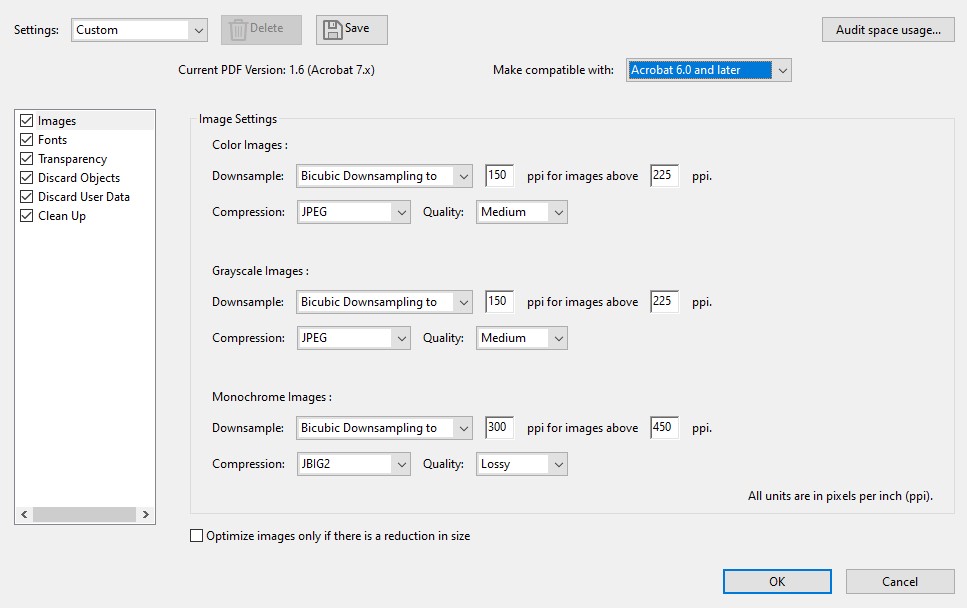 Settings: Custom Delete Save Audit space usage...
Current PDF Version: 1.6 (Acrobat 7.x) Make compatible with: Acrobat 6.0 and later
Images
Fonts
Transparency
Discard Objects
Discard User Data
Clean Up
Image Settings
Color Images :
Downsample: Bicubic Downsampling to 150 ppi for images above 225 ppi.
Compression: JPEG Quality: Medium
Grayscale Images :
Downsample: Bicubic Downsampling to 150 ppi for images above 225 ppi.
Compression: JPEG Quality: Medium
Monochrome Images :
Downsample: Bicubic Downsampling to 300 ppi for images above 450 ppi.
Compression: JBIG2 Quality: Lossy
All units are in pixels per inch (ppi).
Optimize images only if there is a reduction in size
OK Cancel